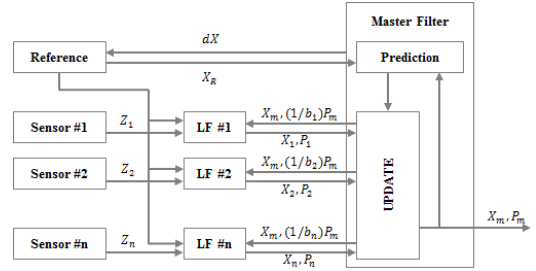 Master Filter
dX
Reference
Prediction
X_R
Sensor #1
Z_1
LF #1
X_m, (1/b_1)P_m
X_1, P_1
Sensor #2
Z_2
LF #2
X_m, (1/b_2)P_m
X_2, P_2
UPDATE
X_m, P_m
Sensor #n
Z_n
LF #n
X_m, (1/b_n)P_m
X_n, P_n